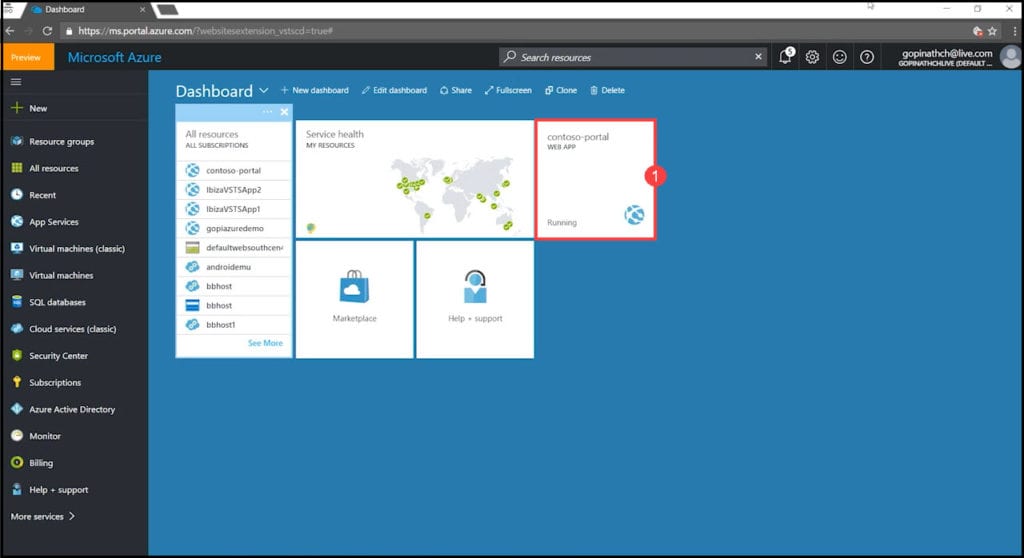 Dashboard
https://ms.portal.azure.com/?websitesextension_vstscd=true#
Preview
Microsoft Azure
Search resources
5
gopinathch@live.com
GOPINATHCHLIVE (DEFAULT ...
New
Resource groups
All resources
Recent
App Services
Virtual machines (classic)
Virtual machines
SQL databases
Cloud services (classic)
Security Center
Subscriptions
Azure Active Directory
Monitor
Billing
Help + support
More services
Dashboard
New dashboard
Edit dashboard
Share
Fullscreen
Clone
Delete
All resources
ALL SUBSCRIPTIONS
contoso-portal
IbizaVSTSApp2
IbizaVSTSApp1
gopiazuredemo
defaultwebsouthcen
androidemu
bbhost
bbhost
bbhost1
See More
Service health
MY RESOURCES
Marketplace
Help + support
contoso-portal
WEB APP
Running
1